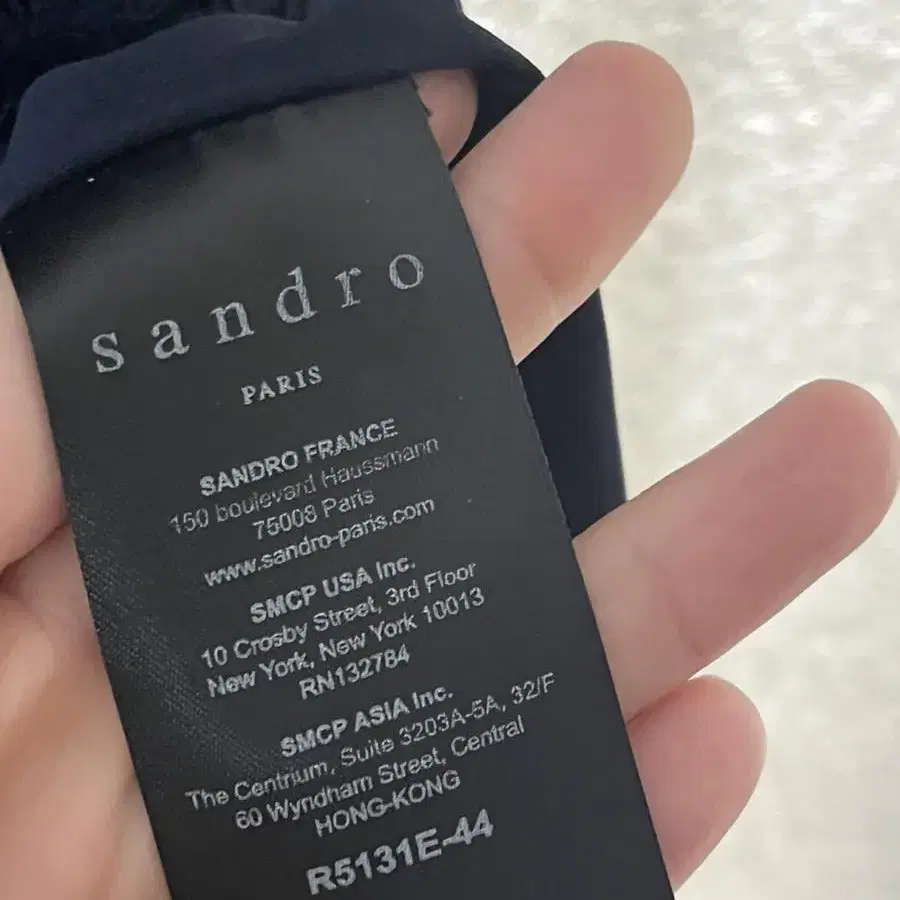 sandro
PARIS
SANDRO FRANCE
150 boulevard Haussmann
75008 Paris
www.sandro-paris.com
SMCP USA Inc.
10 Crosby Street, 3rd Floor
New York, New York 10013
RN132784
SMCP ASIA Inc.
The Centrium, Suite 3203A-5A, 32/F
60 Wyndham Street, Central
HONG-KONG
R5131E-44